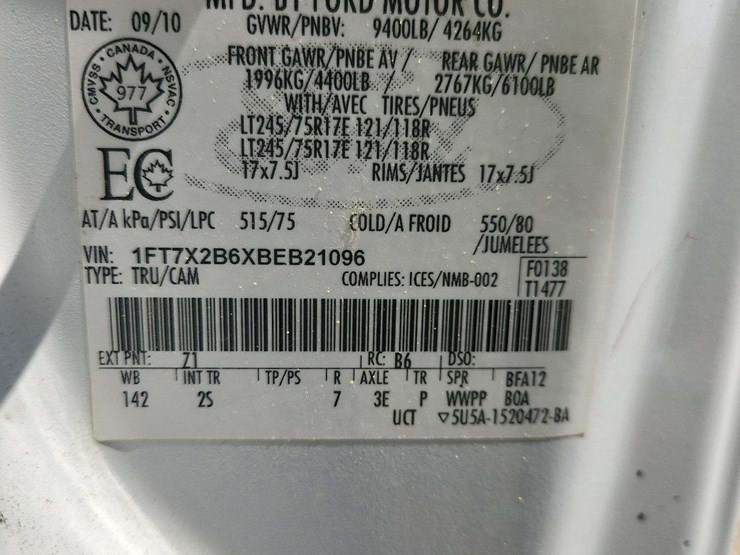 MFD. BY FORD MOTOR CO.
DATE: 09/10 GVWR/PNBV: 9400LB/ 4264KG
FRONT GAWR/PNBE AV / REAR GAWR/ PNBE AR
1996KG/4400LB 2767KG/6100LB
WITH/AVEC TIRES/PNEUS
CANADA
CMVSS NSVAC
977
TRANSPORT
LT245/75R17E 121/118R
LT245/75R17E 121/118R
EC
17x7.5J RIMS/JANTES 17x7.5J
AT/A kPa/PSI/LPC 515/75 COLD/A FROID 550/80
/JUMELEES
VIN: 1FT7X2B6XBEB21096
TYPE: TRU/CAM COMPLIES: ICES/NMB-002 F0138
T1477
EXT PNT: Z1 RC: B6 DSO:
WB INT TR TP/PS R AXLE TR SPR BFA12
142 2S 7 3E P WWPP BOA
UCT ▽5U5A-1520472-BA